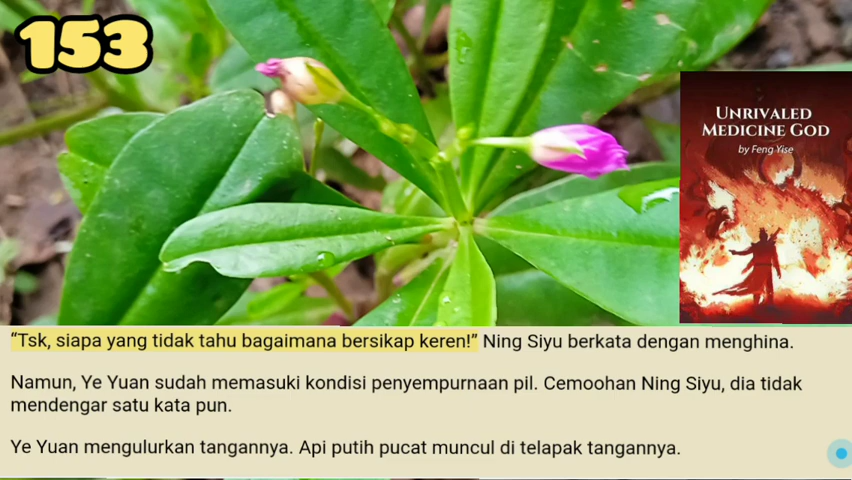 153
UNRIVALED
MEDICINE GOD
by Feng Yise
“Tsk, siapa yang tidak tahu bagaimana bersikap keren!” Ning Siyu berkata dengan menghina.
Namun, Ye Yuan sudah memasuki kondisi penyempurnaan pil. Cemoohan Ning Siyu, dia tidak
mendengar satu kata pun.
Ye Yuan mengulurkan tangannya. Api putih pucat muncul di telapak tangannya.